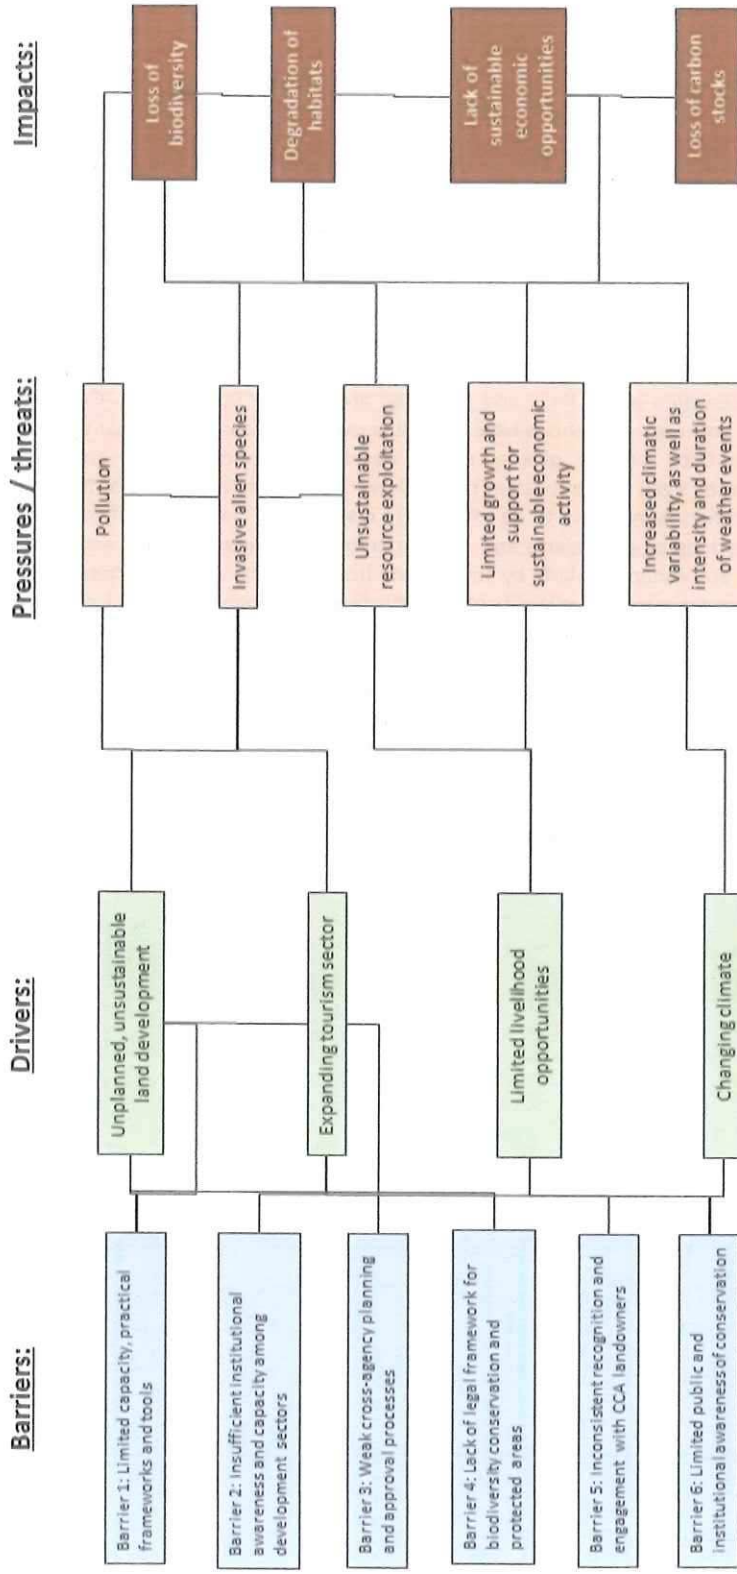 Barriers:
Drivers:
Pressures / threats:
Impacts:
Barrier 1: Limited capacity, practical
frameworks and tools
Barrier 2: Insufficient institutional
awareness and capacity among
development sectors
Barrier 3: Weak cross-agency planning
and approval processes
Barrier 4: Lack of legal framework for
biodiversity conservation and
protected areas
Barrier 5: Inconsistent recognition and
engagement with CCA landowners
Barrier 6: Limited public and
institutional awareness of conservation
Unplanned, unsustainable
land development
Expanding tourism sector
Limited livelihood
opportunities
Changing climate
Pollution
Invasive alien species
Unsustainable
resource exploitation
Limited growth and
support for
sustainable economic
activity
Increased climatic
variability, as well as
intensity and duration
of weather events
Loss of
biodiversity
Degradation of
habitats
Lack of
sustainable
economic
opportunities
Loss of carbon
stocks